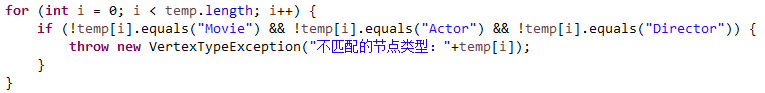 for (int i = 0; i < temp.length; i++) {
    if (!temp[i].equals("Movie") && !temp[i].equals("Actor") && !temp[i].equals("Director")) {
        throw new VertexTypeException("不匹配的节点类型："+temp[i]);
    }
}